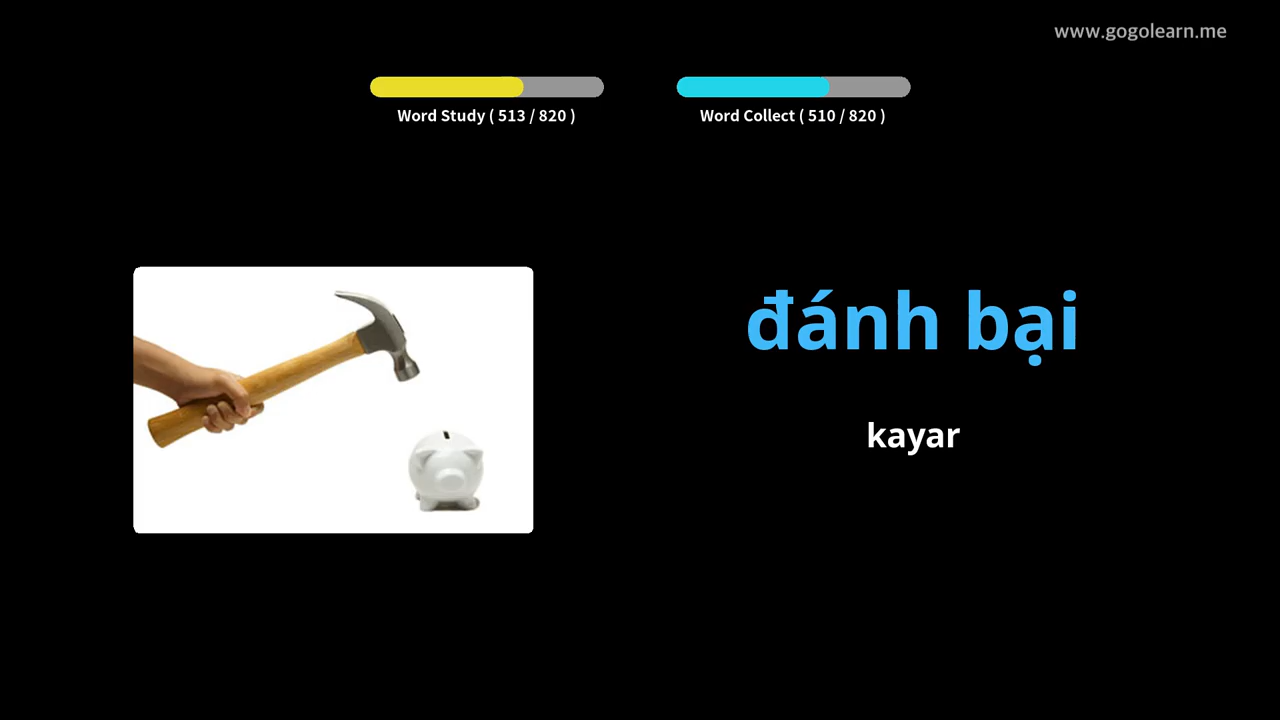 www.gogolearn.me
Word Study ( 513 / 820 )
Word Collect ( 510 / 820 )
đánh bại
kayar